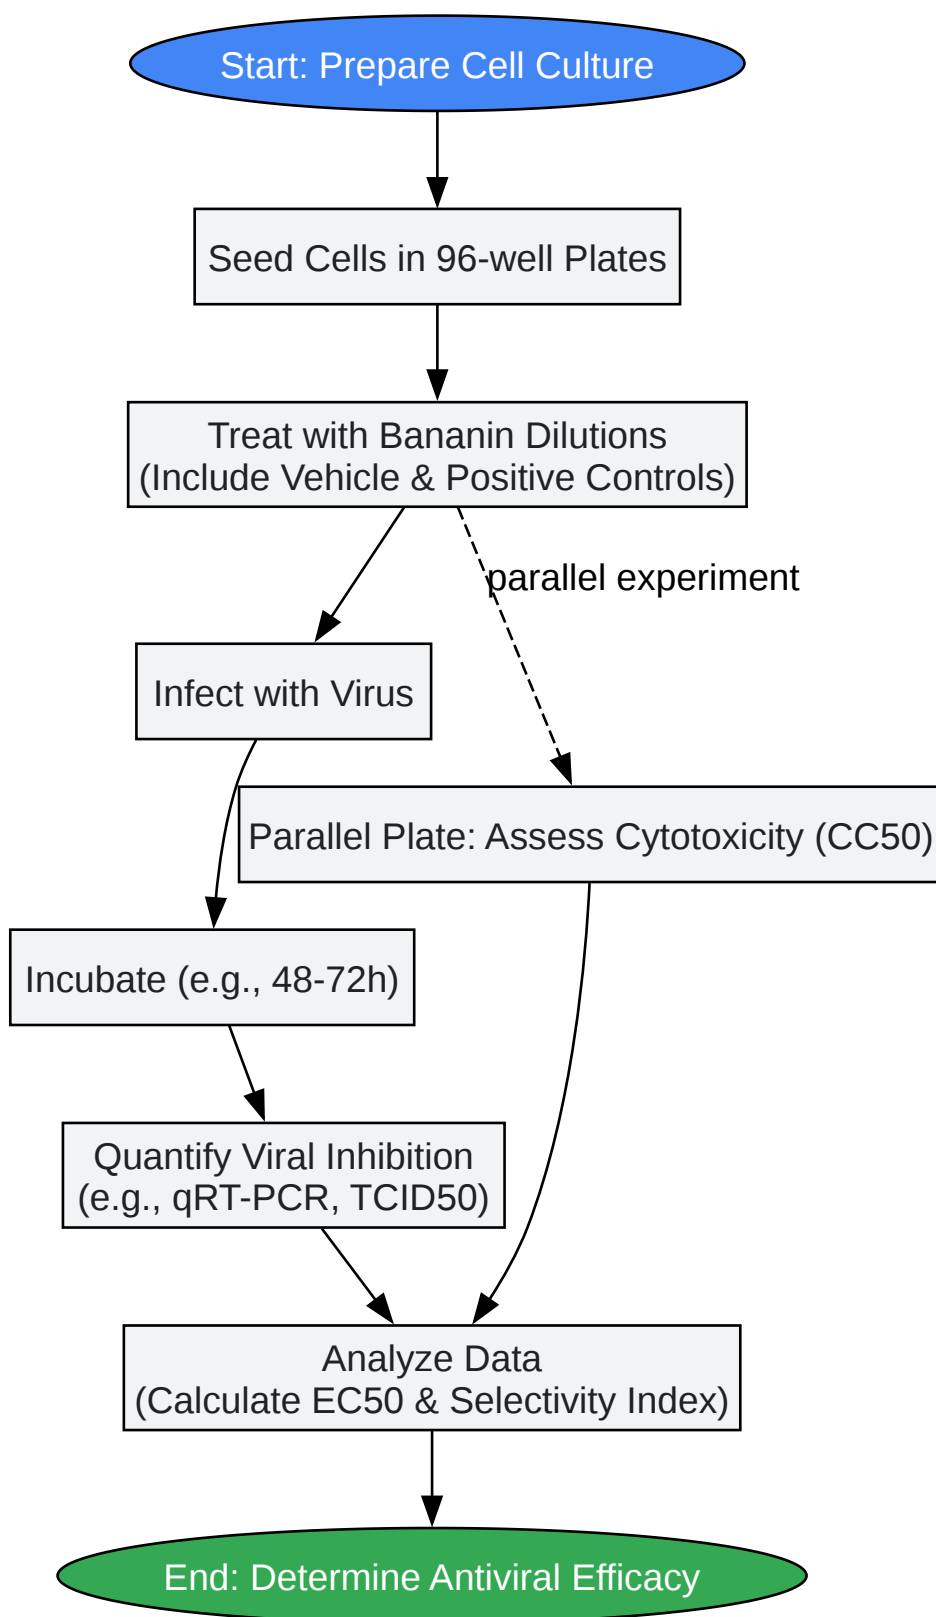 Start: Prepare Cell Culture
Seed Cells in 96-well Plates
Treat with Bananin Dilutions
(Include Vehicle & Positive Controls)
parallel experiment
Infect with Virus
Parallel Plate: Assess Cytotoxicity (CC50)
Incubate (e.g., 48-72h)
Quantify Viral Inhibition
(e.g., qRT-PCR, TCID50)
Analyze Data
(Calculate EC50 & Selectivity Index)
End: Determine Antiviral Efficacy